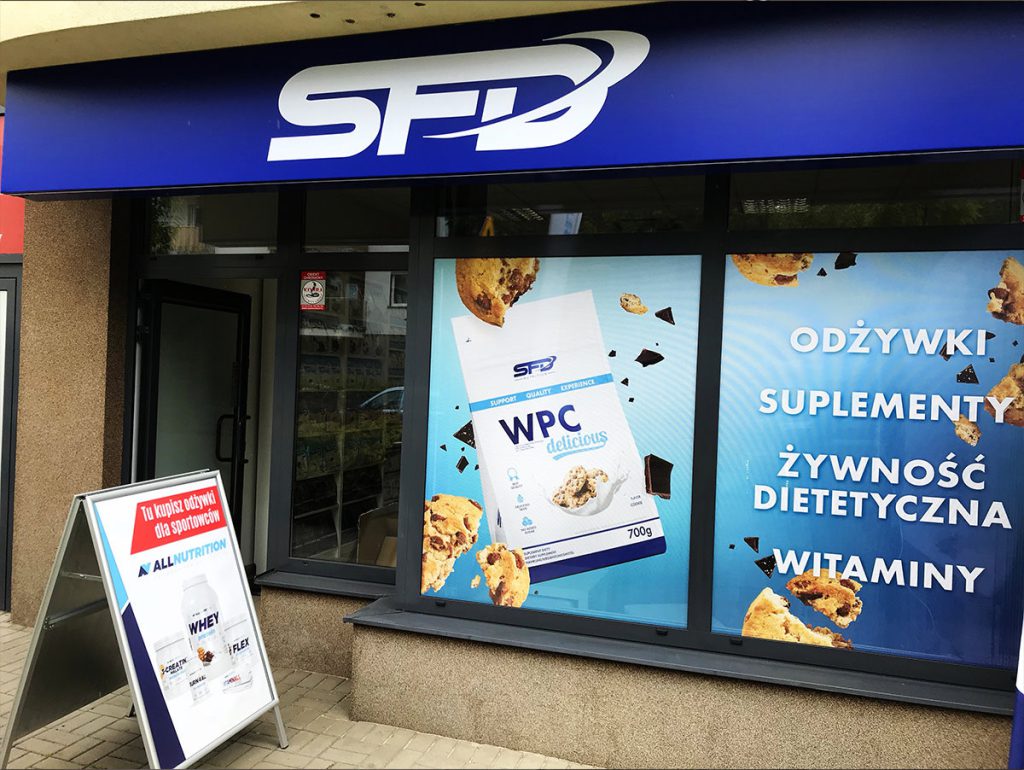 SFD
SFD
SUPPORT QUALITY EXPERIENCE
WPC
delicious
700g
ODŻYWKI
SUPLEMENTY
ŻYWNOŚĆ
DIETETYCZNA
WITAMINY
Tu kupisz odżywki
dla sportowców
ALLNUTRITION
WHEY
FLEX